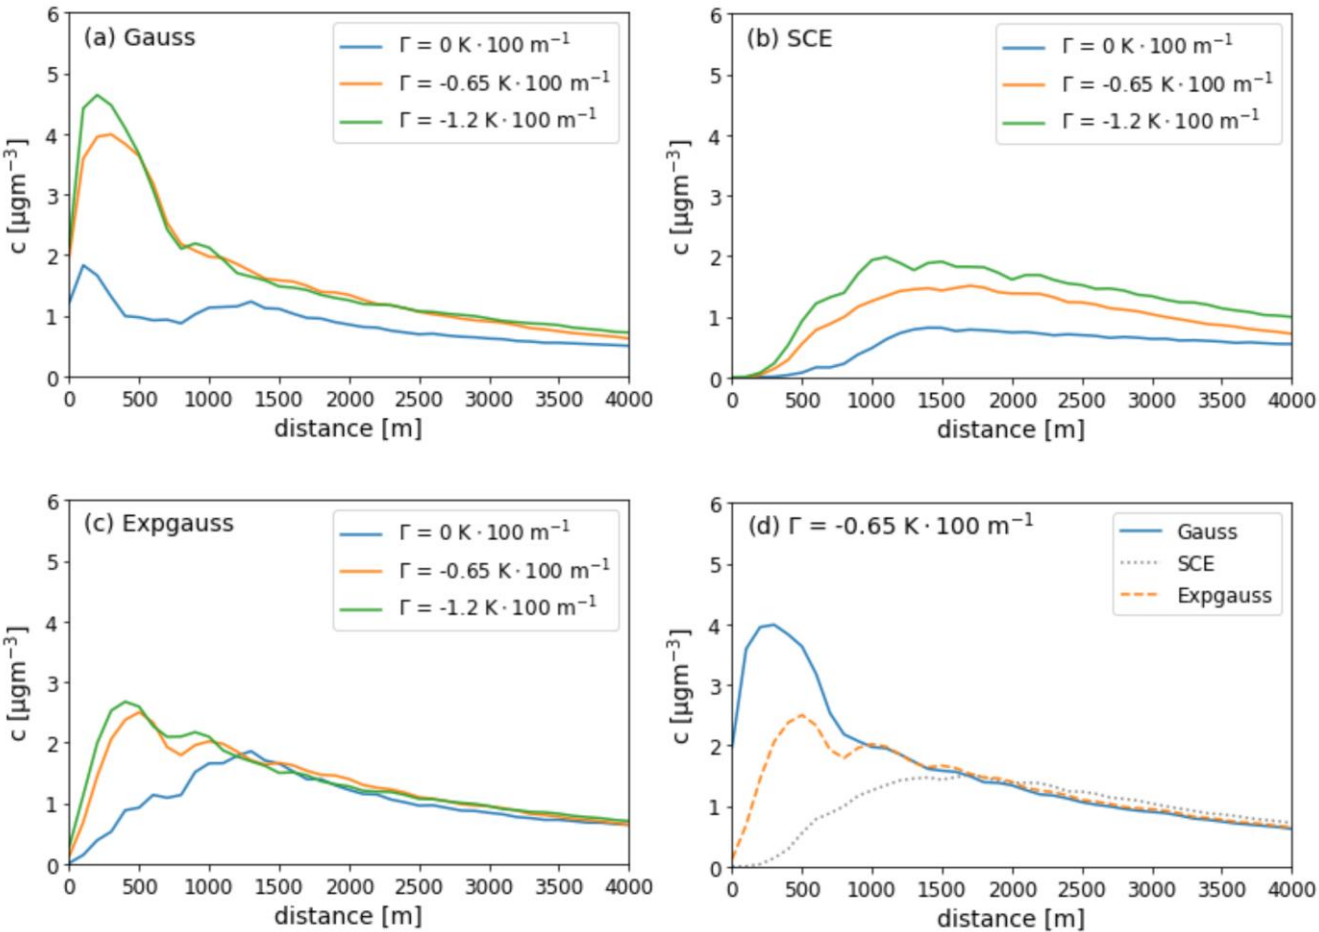 (a) Gauss
Γ = 0 K · 100 m⁻¹
Γ = -0.65 K · 100 m⁻¹
Γ = -1.2 K · 100 m⁻¹
c [µgm⁻³]
6
5
4
3
2
1
0
0 500 1000 1500 2000 2500 3000 3500 4000
distance [m]
(b) SCE
Γ = 0 K · 100 m⁻¹
Γ = -0.65 K · 100 m⁻¹
Γ = -1.2 K · 100 m⁻¹
c [µgm⁻³]
6
5
4
3
2
1
0
0 500 1000 1500 2000 2500 3000 3500 4000
distance [m]
(c) Expgauss
Γ = 0 K · 100 m⁻¹
Γ = -0.65 K · 100 m⁻¹
Γ = -1.2 K · 100 m⁻¹
c [µgm⁻³]
6
5
4
3
2
1
0
0 500 1000 1500 2000 2500 3000 3500 4000
distance [m]
(d) Γ = -0.65 K · 100 m⁻¹
Gauss
SCE
Expgauss
c [µgm⁻³]
6
5
4
3
2
1
0
0 500 1000 1500 2000 2500 3000 3500 4000
distance [m]